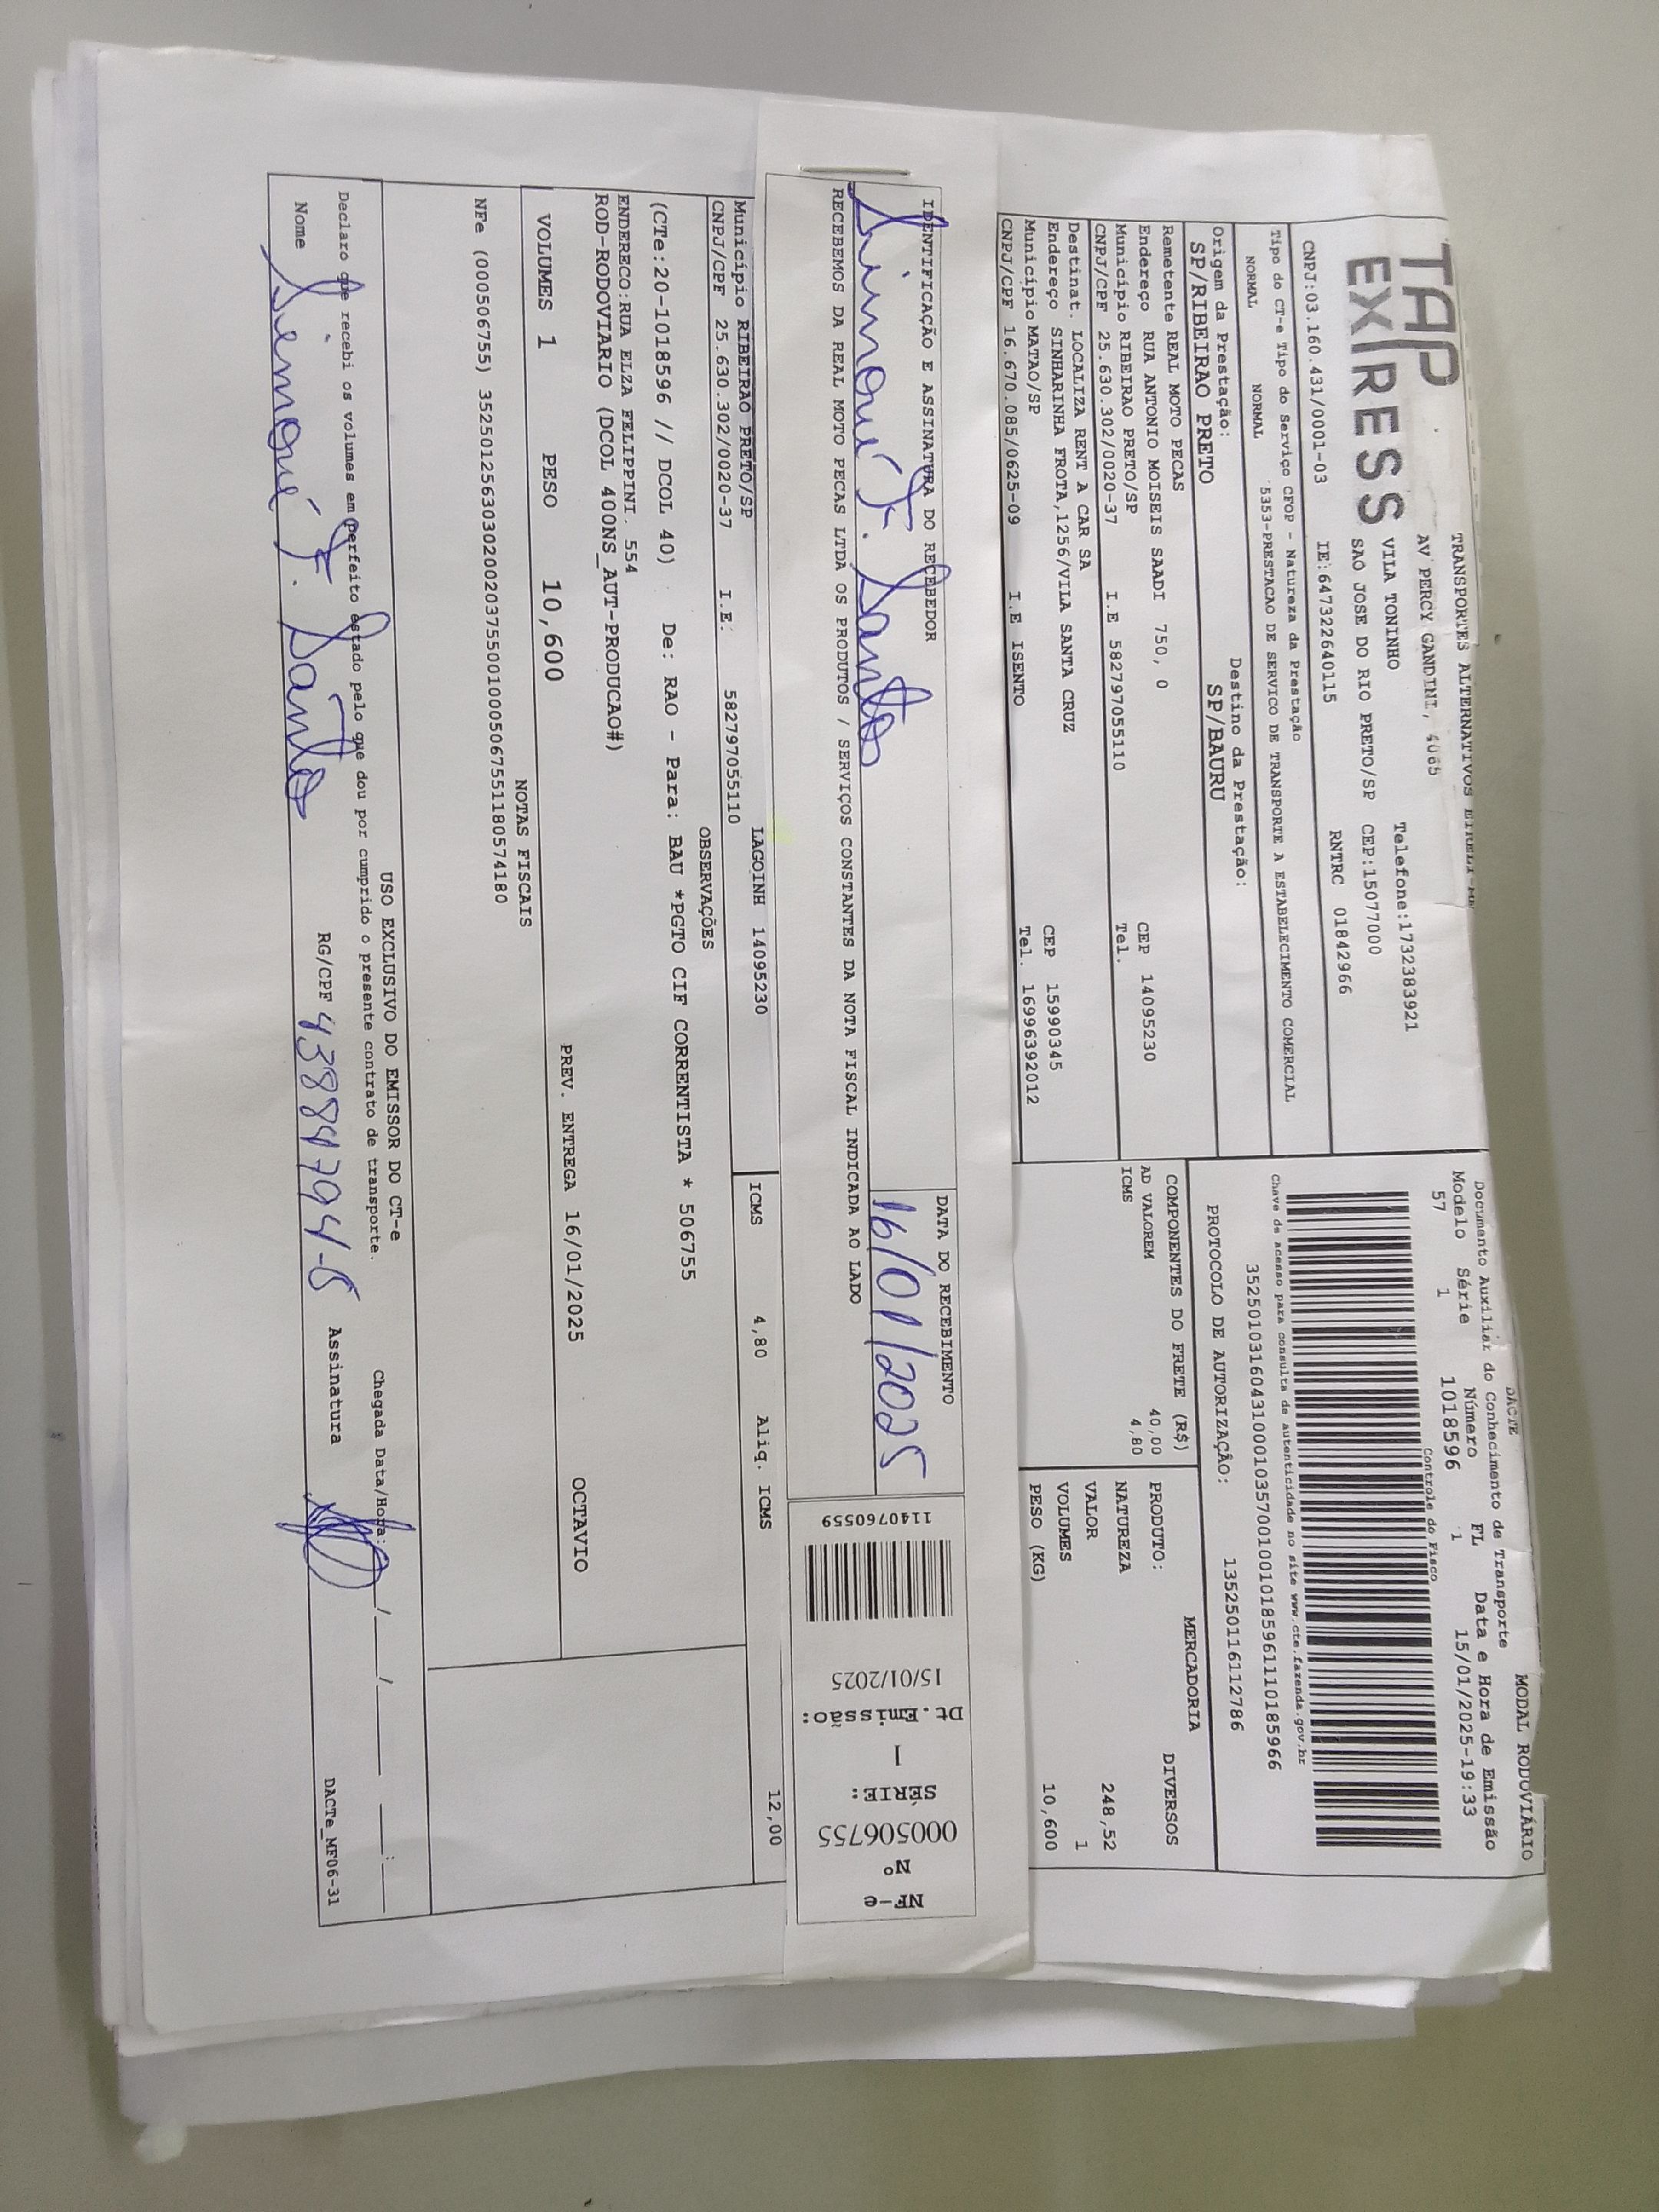 TAP
EXPRESS
TRANSPORTES ALTERNATIVOS EIRELI-ME
AV PERCY GANDINI, 4065
VILA TONINHO
SAO JOSE DO RIO PRETO/SP
Telefone:1732383921
CEP:15077000
CNPJ:03.160.431/0001-03 IE:647322640115 RNTRC 01842966
DACTE
Documento Auxiliar do Conhecimento de Transporte
MODAL RODOVIÁRIO
Modelo Série Número FL Data e Hora de Emissão
57 1 1018596 1 15/01/2025-19:33
Controle do Fisco
Chave de acesso para consulta de autenticidade no site www.cte.fazenda.gov.br
35250103160431000103570010010185961110185966
PROTOCOLO DE AUTORIZAÇÃO: 135250116112786
Tipo do CT-e Tipo do Serviço CFOP - Natureza da Prestação
NORMAL NORMAL 5353-PRESTACAO DE SERVICO DE TRANSPORTE A ESTABELECIMENTO COMERCIAL
Origem da Prestação: Destino da Prestação:
SP/RIBEIRAO PRETO SP/BAURU
Remetente REAL MOTO PECAS
Endereço RUA ANTONIO MOISEIS SAADI 750, 0 CEP 14095230
Município RIBEIRAO PRETO/SP Tel.
CNPJ/CPF 25.630.302/0020-37 I.E 582797055110
Destinat. LOCALIZA RENT A CAR SA
Endereço SINHARINHA FROTA,1256/VILA SANTA CRUZ CEP 15990345
Município MATAO/SP Tel. 16996392012
CNPJ/CPF 16.670.085/0625-09 I.E ISENTO
COMPONENTES DO FRETE (R$)
AD VALOREM 40,00
ICMS 4,80
MERCADORIA
PRODUTO: DIVERSOS
NATUREZA
VALOR 248,52
VOLUMES 1
PESO (KG) 10,600
IDENTIFICAÇÃO E ASSINATURA DO RECEBEDOR
DATA DO RECEBIMENTO
16/01/2025
RECEBEMOS DA REAL MOTO PECAS LTDA OS PRODUTOS / SERVIÇOS CONSTANTES DA NOTA FISCAL INDICADA AO LADO
NF-e
Nº
000506755
SÉRIE:
1
Dt.Emissão:
15/01/2025
1140760559
LAGOINH 14095230
Município RIBEIRAO PRETO/SP
CNPJ/CPF 25.630.302/0020-37 I.E: 582797055110
ICMS 4,80 Aliq. ICMS 12,00
OBSERVAÇÕES
(CTe:20-1018596 // DCOL 40) De: RAO - Para: BAU *PGTO CIF CORRENTISTA * 506755
ENDERECO:RUA ELZA FELIPPINI. 554
ROD-RODOVIARIO (DCOL 400NS_AUT-PRODUCAO#)
VOLUMES 1 PESO 10,600 PREV. ENTREGA 16/01/2025 OCTAVIO
NOTAS FISCAIS
NFe (000506755) 35250125630302002037550010005067551180574180
USO EXCLUSIVO DO EMISSOR DO CT-e
Declaro que recebi os volumes em perfeito estado pelo que dou por cumprido o presente contrato de transporte. Chegada Data/Hora: __/__/____ __:__
Nome RG/CPF Assinatura
DACTe_MF06-31